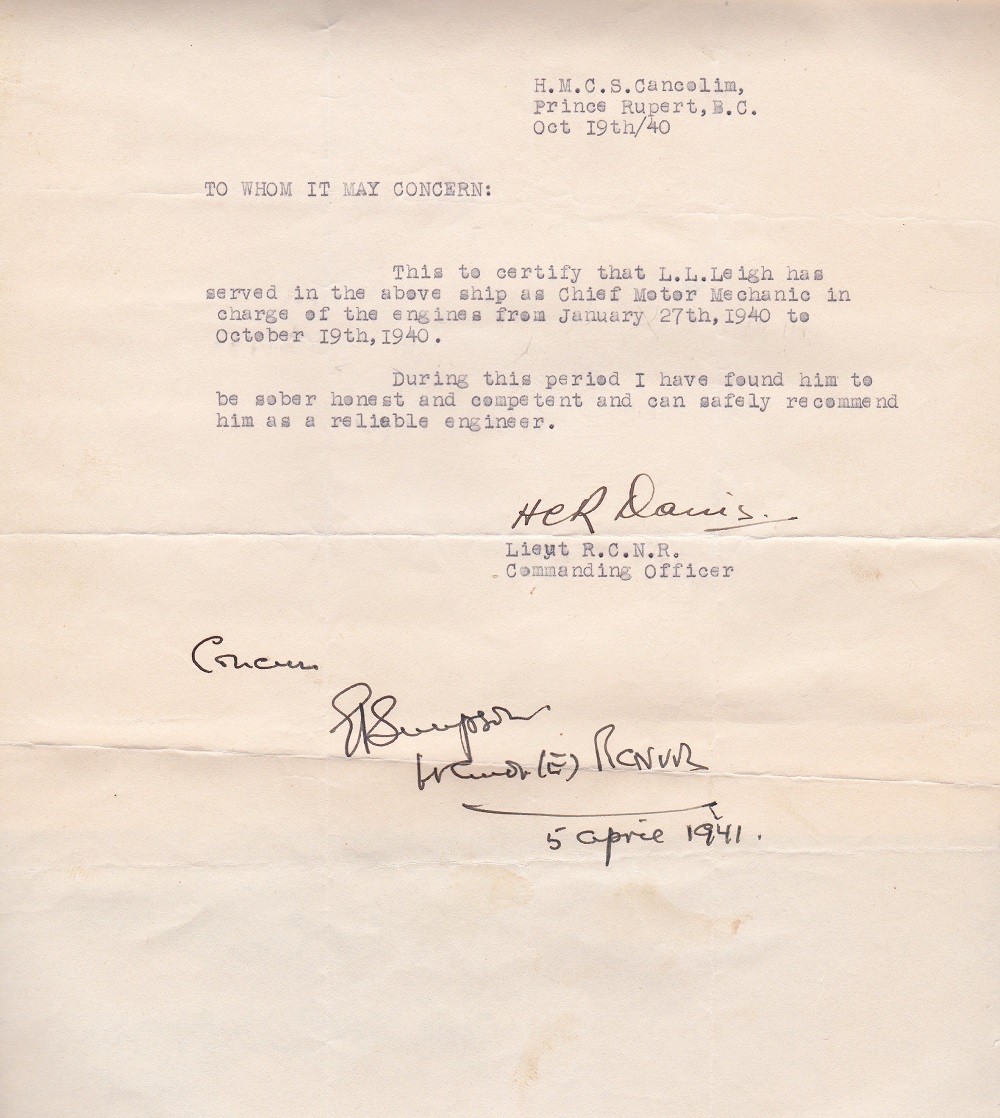 H.M.C.S.Cancolim,
Prince Rupert,B.C.
Oct 19th/40
TO WHOM IT MAY CONCERN:
This to certify that L.L.Leigh has
served in the above ship as Chief Motor Mechanic in
charge of the engines from January 27th,1940 to
October 19th,1940.
During this period I have found him to
be sober honest and competent and can safely recommend
him as a reliable engineer.
HCR Davis.
Lieut R.C.N.R.
Commanding Officer
Concur
Simpson
(E) RCNVR
5 April 1941.